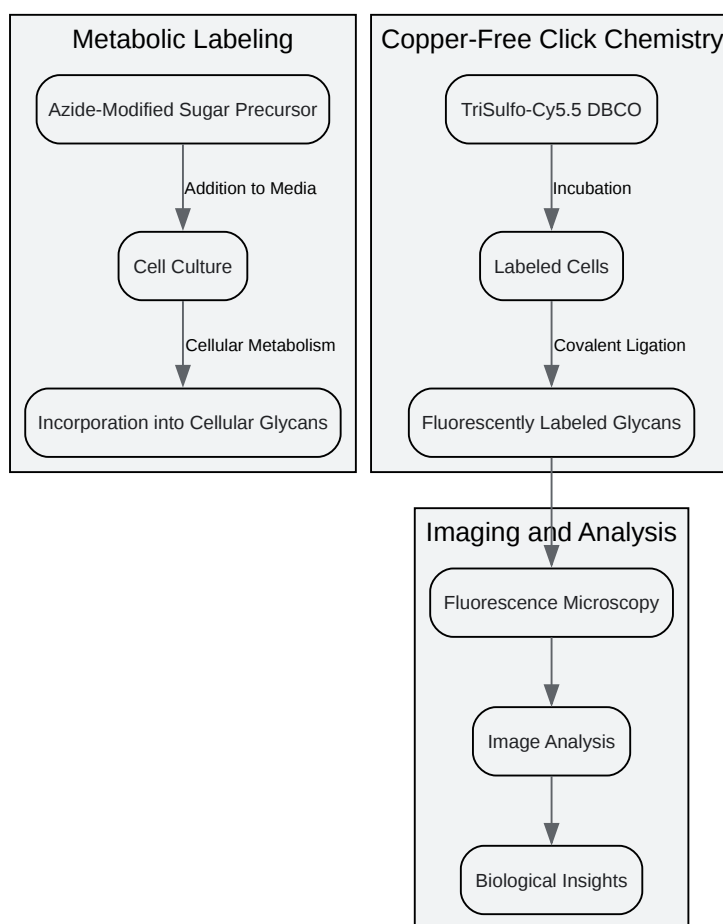 Metabolic Labeling
Azide-Modified Sugar Precursor
Addition to Media
Cell Culture
Cellular Metabolism
Incorporation into Cellular Glycans
Copper-Free Click Chemistry
TriSulfo-Cy5.5 DBCO
Incubation
Labeled Cells
Covalent Ligation
Fluorescently Labeled Glycans
Imaging and Analysis
Fluorescence Microscopy
Image Analysis
Biological Insights